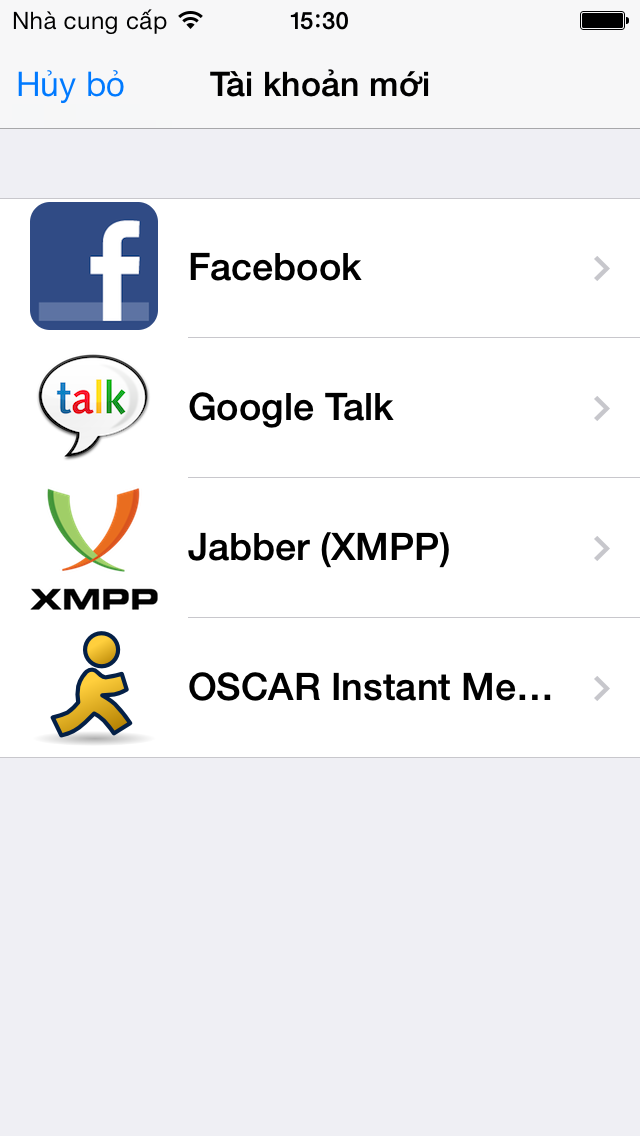 Nhà cung cấp 15:30
Hủy bỏ Tài khoản mới
Facebook
talk Google Talk
Jabber (XMPP)
XMPP
OSCAR Instant Me...